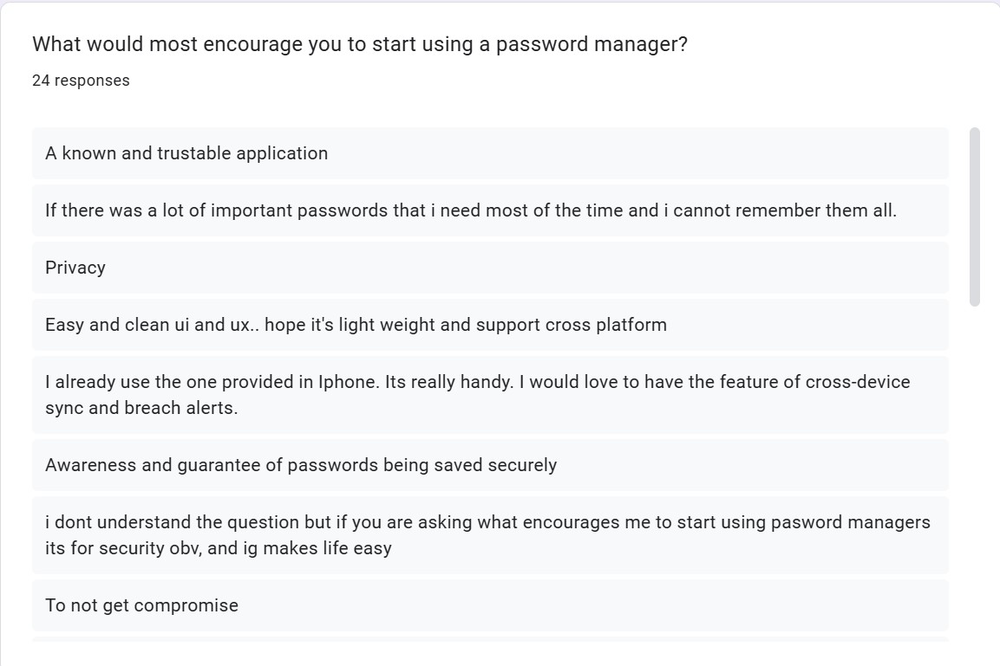 What would most encourage you to start using a password manager?
24 responses
A known and trustable application
If there was a lot of important passwords that i need most of the time and i cannot remember them all.
Privacy
Easy and clean ui and ux.. hope it's light weight and support cross platform
I already use the one provided in Iphone. Its really handy. I would love to have the feature of cross-device
sync and breach alerts.
Awareness and guarantee of passwords being saved securely
i dont understand the question but if you are asking what encourages me to start using pasword managers
its for security obv, and ig makes life easy
To not get compromise